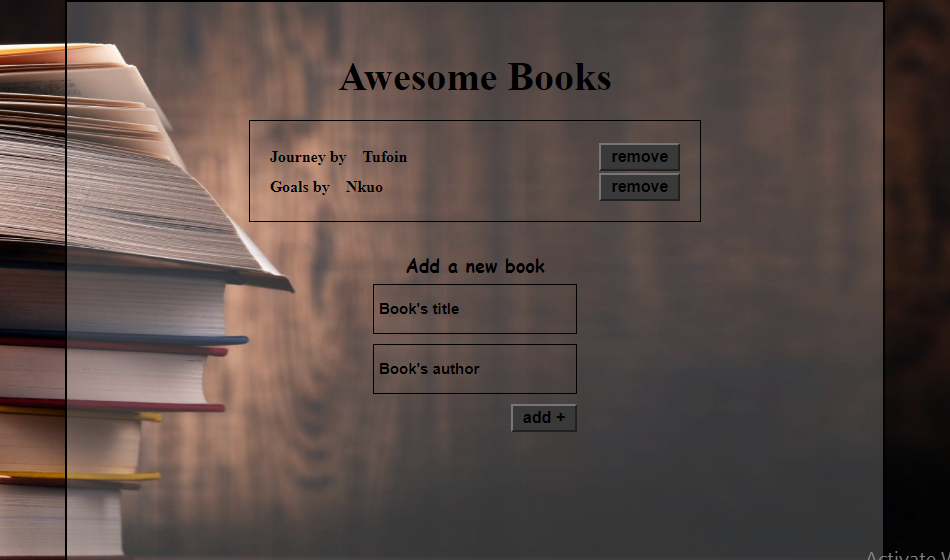 Awesome Books
Journey by Tufoin remove
Goals by Nkuo remove
Add a new book
Book's title
Book's author
add +
Activate